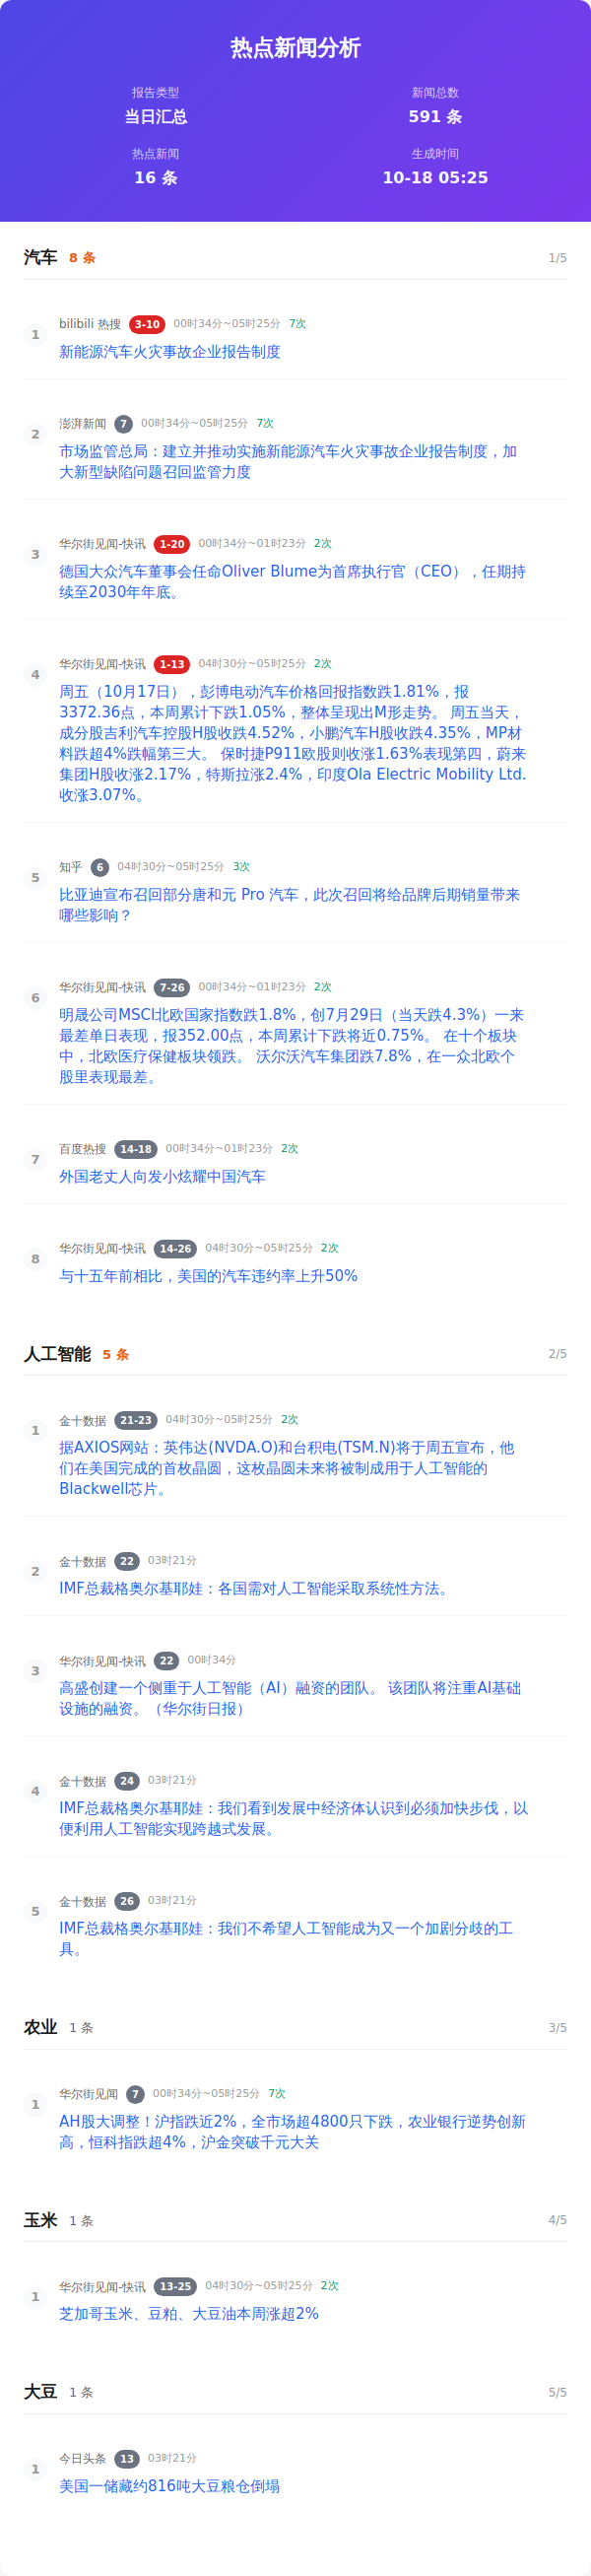 热点新闻分析
报告类型
新闻总数
当日汇总
591 条
热点新闻
生成时间
16 条
10-18 05:25
汽车 8 条 1/5
1
bilibili 热搜 3-10 00时34分~05时25分 7次
新能源汽车火灾事故企业报告制度
2
澎湃新闻 7 00时34分~05时25分 7次
市场监管总局：建立并推动实施新能源汽车火灾事故企业报告制度，加
大新型缺陷问题召回监管力度
3
华尔街见闻-快讯 1-20 00时34分~01时23分 2次
德国大众汽车董事会任命Oliver Blume为首席执行官（CEO），任期持
续至2030年年底。
4
华尔街见闻-快讯 1-13 04时30分~05时25分 2次
周五（10月17日），彭博电动汽车价格回报指数跌1.81%，报
3372.36点，本周累计下跌1.05%，整体呈现出M形走势。 周五当天，
成分股吉利汽车控股H股收跌4.52%，小鹏汽车H股收跌4.35%，MP材
料跌超4%跌幅第三大。 保时捷P911欧股则收涨1.63%表现第四，蔚来
集团H股收涨2.17%，特斯拉涨2.4%，印度Ola Electric Mobility Ltd.
收涨3.07%。
5
知乎 6 04时30分~05时25分 3次
比亚迪宣布召回部分唐和元 Pro 汽车，此次召回将给品牌后期销量带来
哪些影响？
6
华尔街见闻-快讯 7-26 00时34分~01时23分 2次
明晟公司MSCI北欧国家指数跌1.8%，创7月29日（当天跌4.3%）一来
最差单日表现，报352.00点，本周累计下跌将近0.75%。 在十个板块
中，北欧医疗保健板块领跌。 沃尔沃汽车集团跌7.8%，在一众北欧个
股里表现最差。
7
百度热搜 14-18 00时34分~01时23分 2次
外国老丈人向发小炫耀中国汽车
8
华尔街见闻-快讯 14-26 04时30分~05时25分 2次
与十五年前相比，美国的汽车违约率上升50%
人工智能 5 条 2/5
1
金十数据 21-23 04时30分~05时25分 2次
据AXIOS网站：英伟达(NVDA.O)和台积电(TSM.N)将于周五宣布，他
们在美国完成的首枚晶圆，这枚晶圆未来将被制成用于人工智能的
Blackwell芯片。
2
金十数据 22 03时21分
IMF总裁格奥尔基耶娃：各国需对人工智能采取系统性方法。
3
华尔街见闻-快讯 22 00时34分
高盛创建一个侧重于人工智能（AI）融资的团队。 该团队将注重AI基础
设施的融资。（华尔街日报）
4
金十数据 24 03时21分
IMF总裁格奥尔基耶娃：我们看到发展中经济体认识到必须加快步伐，以
便利用人工智能实现跨越式发展。
5
金十数据 26 03时21分
IMF总裁格奥尔基耶娃：我们不希望人工智能成为又一个加剧分歧的工
具。
农业 1 条 3/5
1
华尔街见闻 7 00时34分~05时25分 7次
AH股大调整！沪指跌近2%，全市场超4800只下跌，农业银行逆势创新
高，恒科指跌超4%，沪金突破千元大关
玉米 1 条 4/5
1
华尔街见闻-快讯 13-25 04时30分~05时25分 2次
芝加哥玉米、豆粕、大豆油本周涨超2%
大豆 1 条 5/5
1
今日头条 13 03时21分
美国一储藏约816吨大豆粮仓倒塌